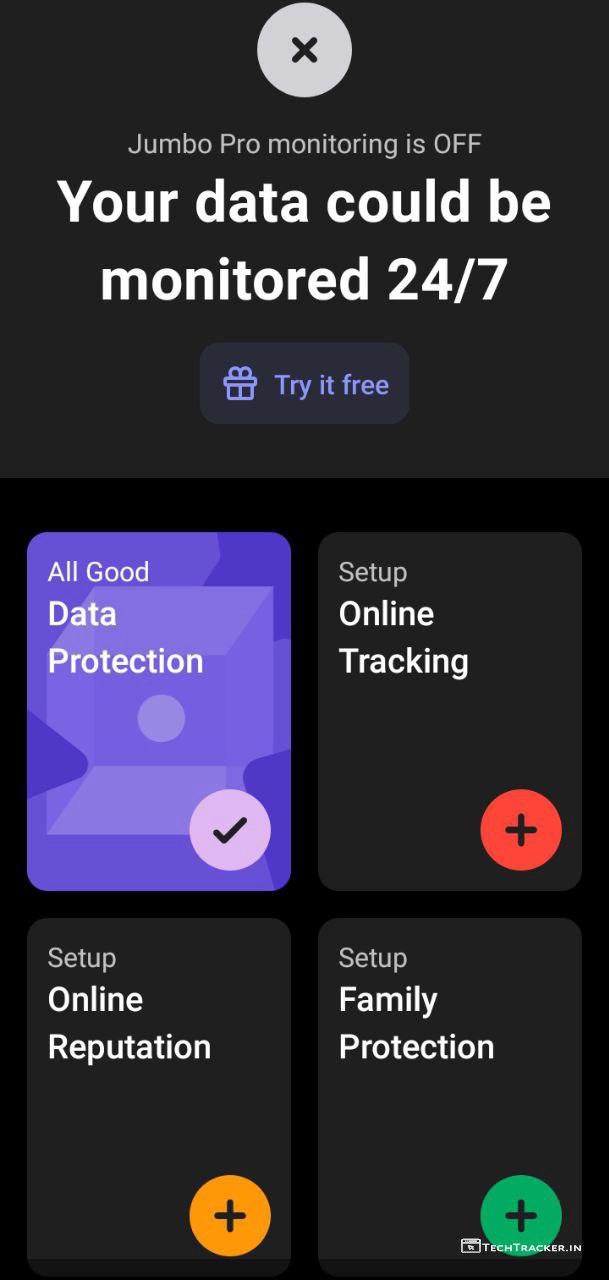 Jumbo Pro monitoring is OFF
Your data could be
monitored 24/7
Try it free
All Good
Data
Protection
Setup
Online
Tracking
Setup
Online
Reputation
Setup
Family
Protection
TECHTRACKER.IN